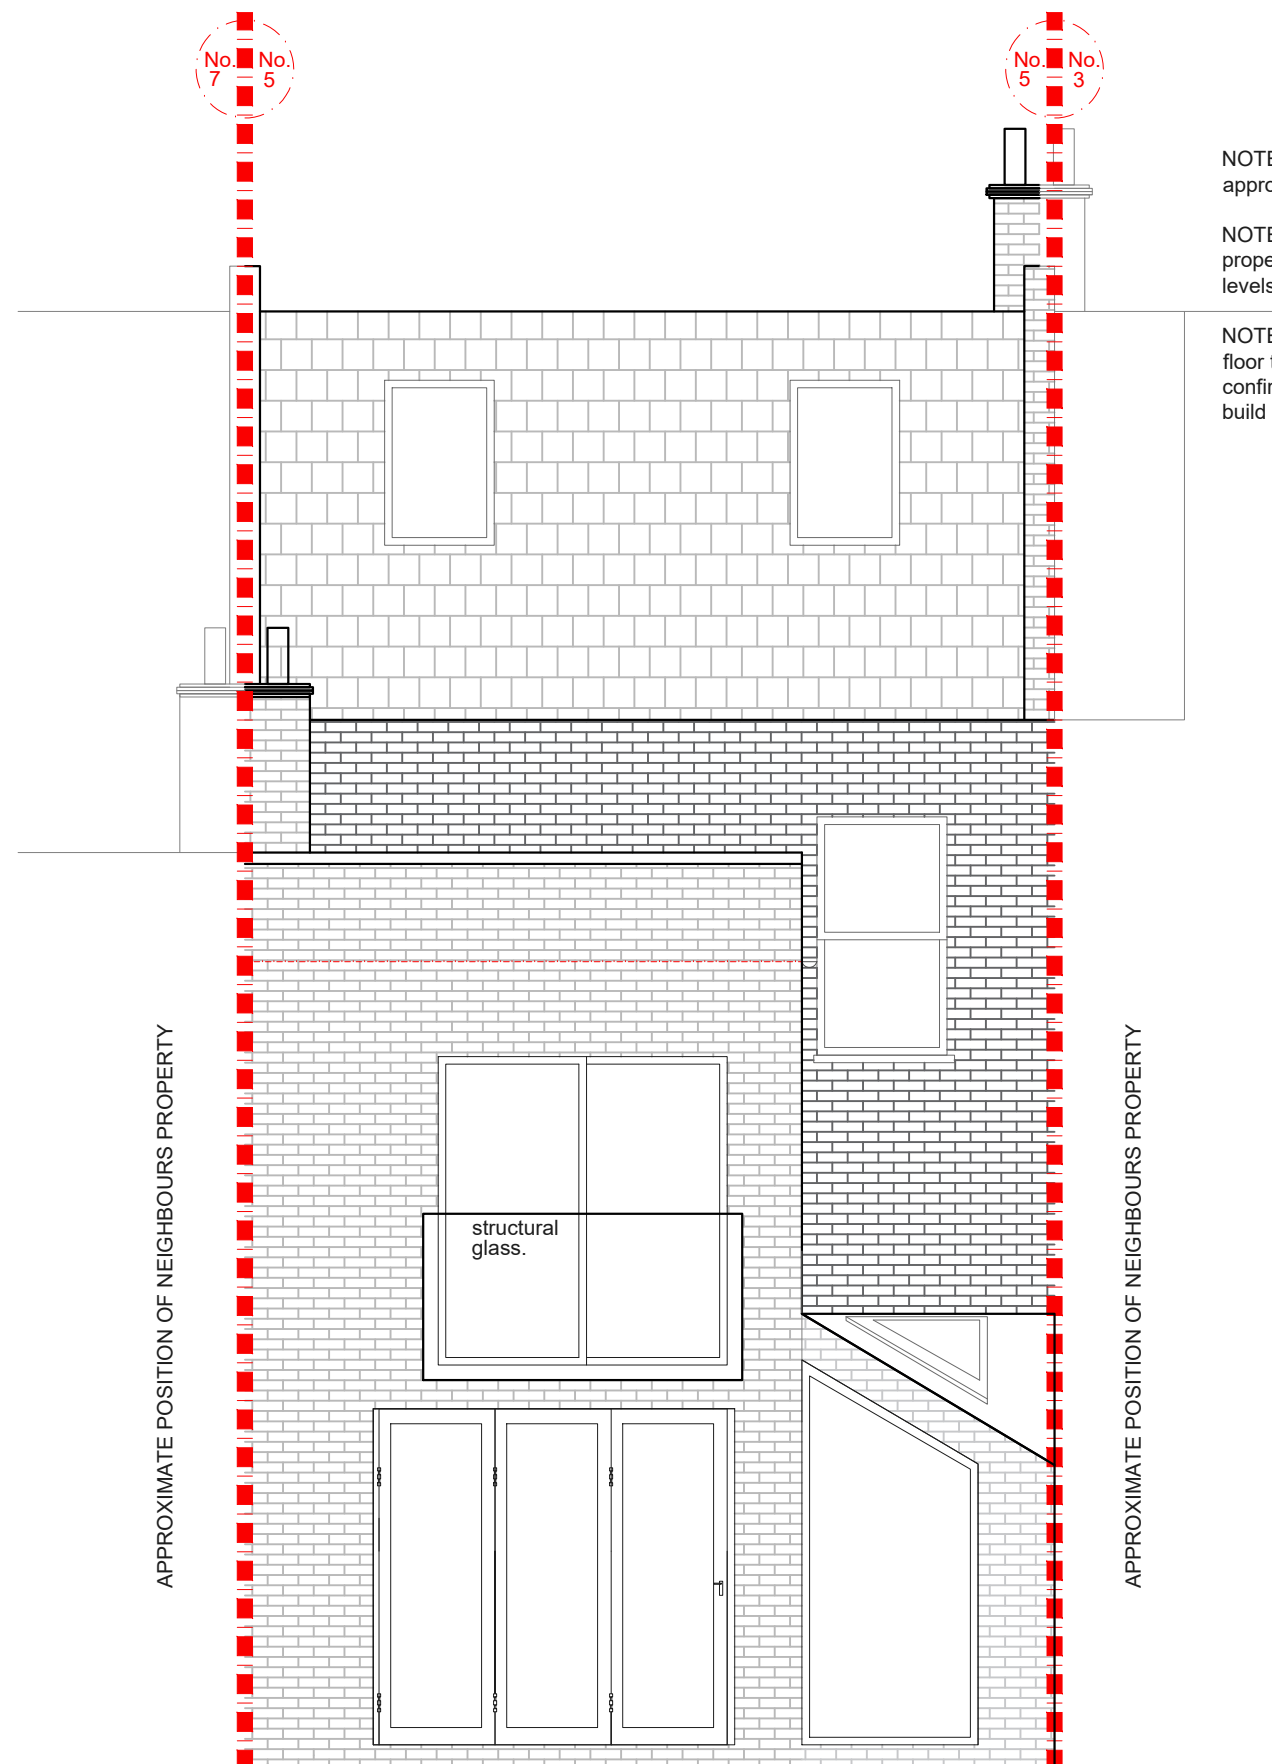 No. No.
7 5
No. No.
5 3
NOTE
appro
NOTE
prope
levels
NOTE
floor
confir
build
APPROXIMATE POSITION OF NEIGHBOURS PROPERTY
structural
glass.
APPROXIMATE POSITION OF NEIGHBOURS PROPERTY